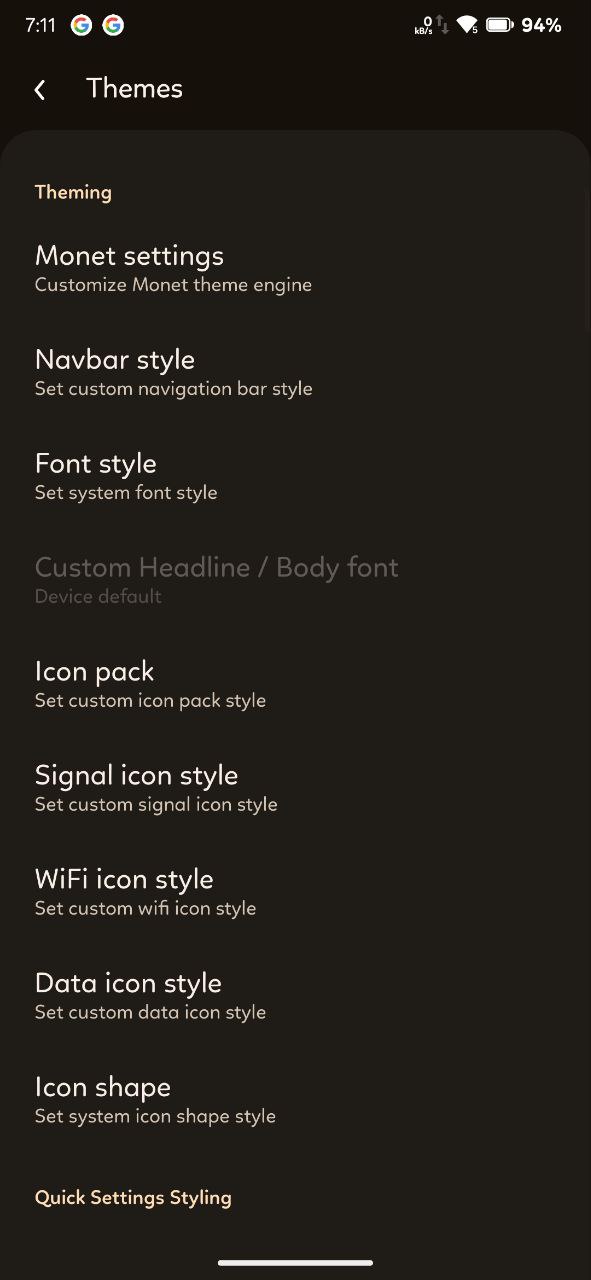 7:11 G G 0 kB/s 5 94%
Themes
Theming
Monet settings
Customize Monet theme engine
Navbar style
Set custom navigation bar style
Font style
Set system font style
Custom Headline / Body font
Device default
Icon pack
Set custom icon pack style
Signal icon style
Set custom signal icon style
WiFi icon style
Set custom wifi icon style
Data icon style
Set custom data icon style
Icon shape
Set system icon shape style
Quick Settings Styling